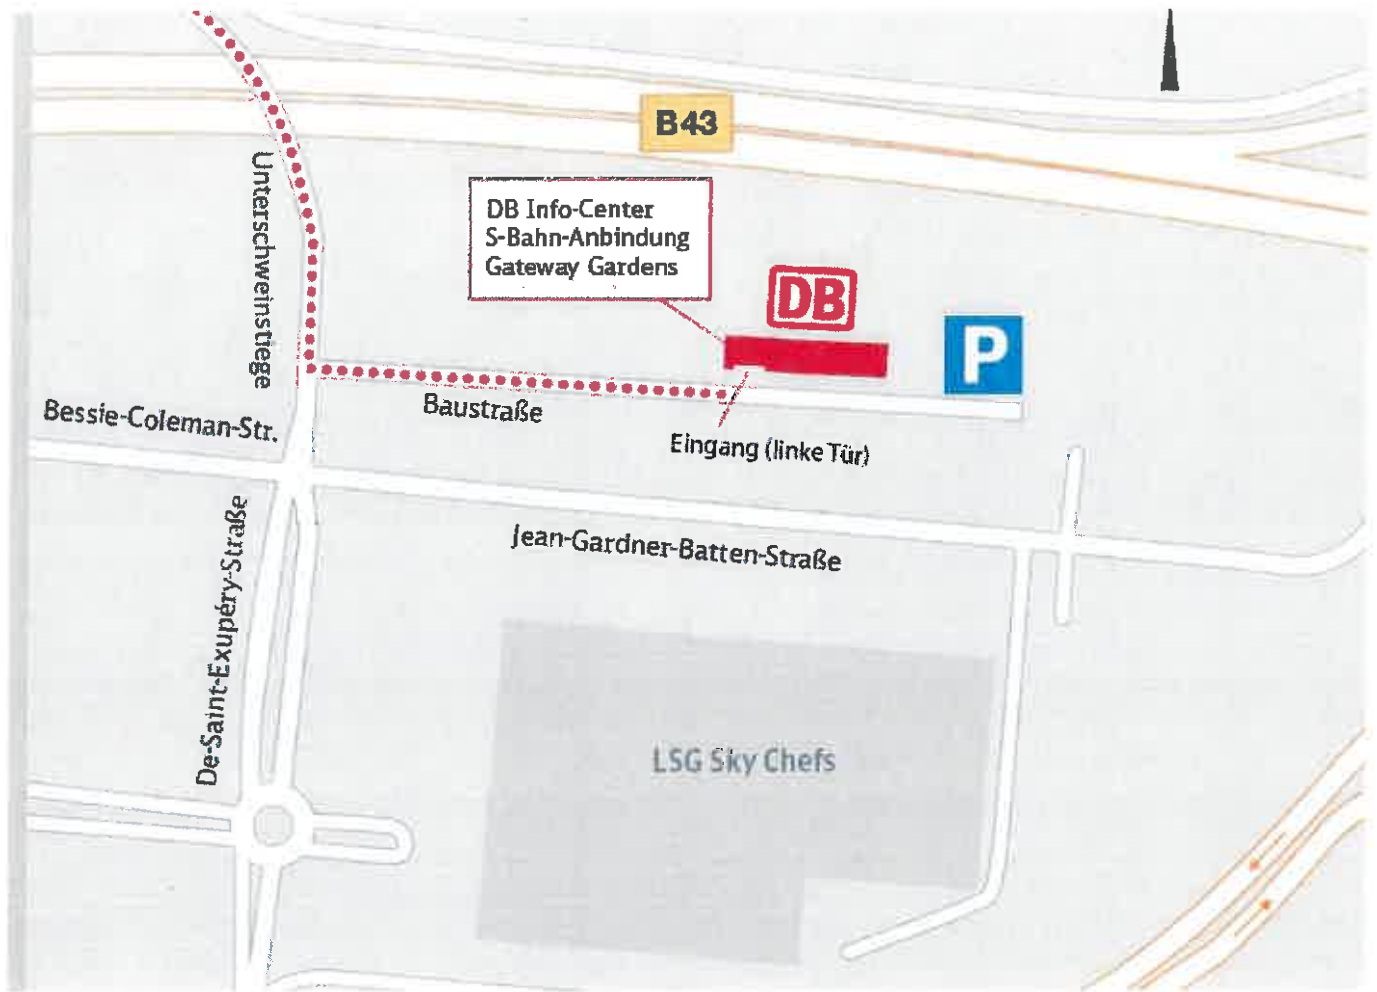 B43
Unterschweinstiege
DB Info-Center
S-Bahn-Anbindung
Gateway Gardens
DB
P
Bessie-Coleman-Str.
Baustraße
Eingang (linke Tür)
De-Saint-Exupéry-Straße
Jean-Gardner-Batten-Straße
LSG Sky Chefs